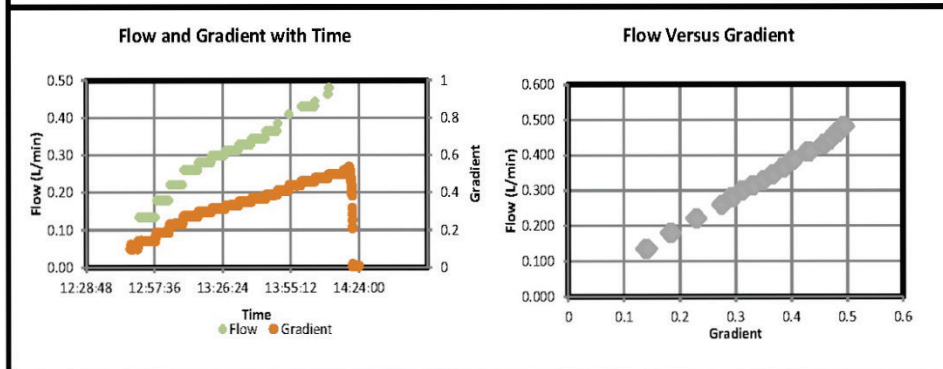 Flow and Gradient with Time
0.50
0.40
0.30
0.20
0.10
0.00
Flow (L/min)
1
0.8
0.6
0.4
0.2
0
Gradient
12:28:48 12:57:36 13:26:24 13:55:12 14:24:00
Time
Flow Gradient
Flow Versus Gradient
0.600
0.500
0.400
0.300
0.200
0.100
0.000
Flow (L/min)
0 0.1 0.2 0.3 0.4 0.5 0.6
Gradient